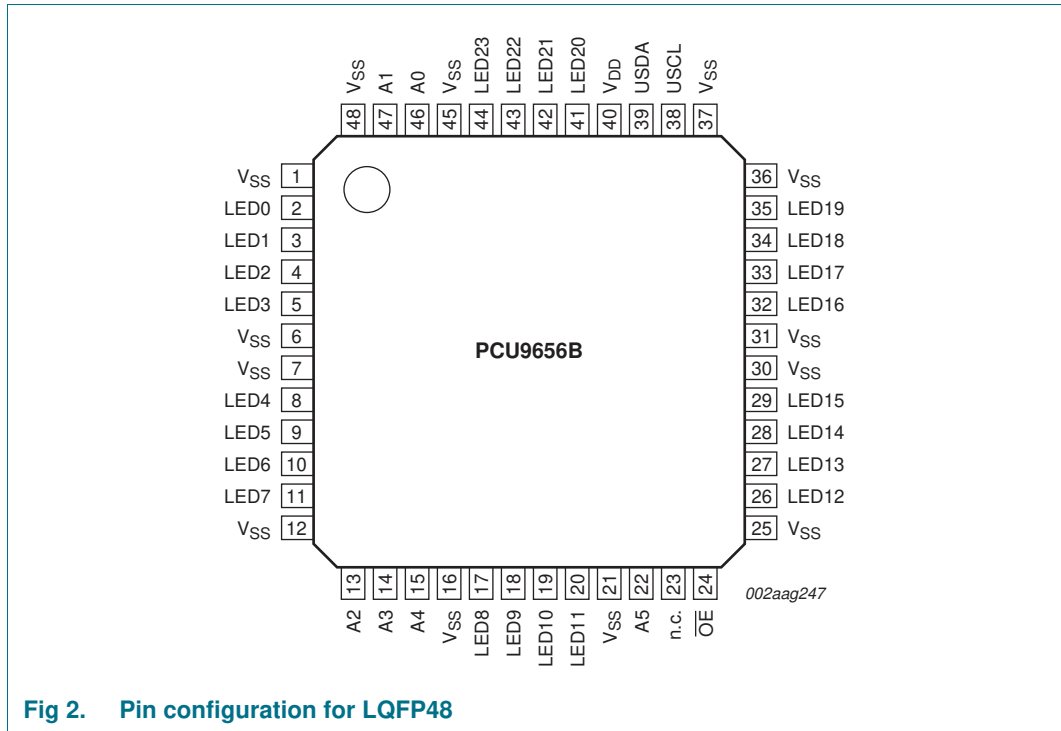 VSS
A1
A0
VSS
LED23
LED22
LED21
LED20
VDD
USDA
USCL
VSS
48
47
46
45
44
43
42
41
40
39
38
37
VSS 1
LED0 2
LED1 3
LED2 4
LED3 5
VSS 6
VSS 7
LED4 8
LED5 9
LED6 10
LED7 11
VSS 12
PCU9656B
36 VSS
35 LED19
34 LED18
33 LED17
32 LED16
31 VSS
30 VSS
29 LED15
28 LED14
27 LED13
26 LED12
25 VSS
13
14
15
16
17
18
19
20
21
22
23
24
A2
A3
A4
VSS
LED8
LED9
LED10
LED11
VSS
A5
n.c.
OE
002aag247
Fig 2. Pin configuration for LQFP48